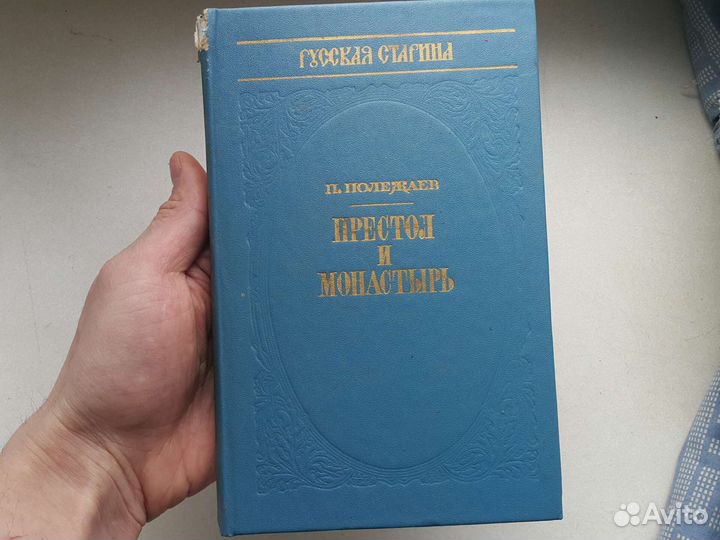 РУССКАЯ СТАРИНА
П. ПОЛЕЖАЕВ
ПРЕСТОЛ
И
МОНАСТЫРЬ
Avito